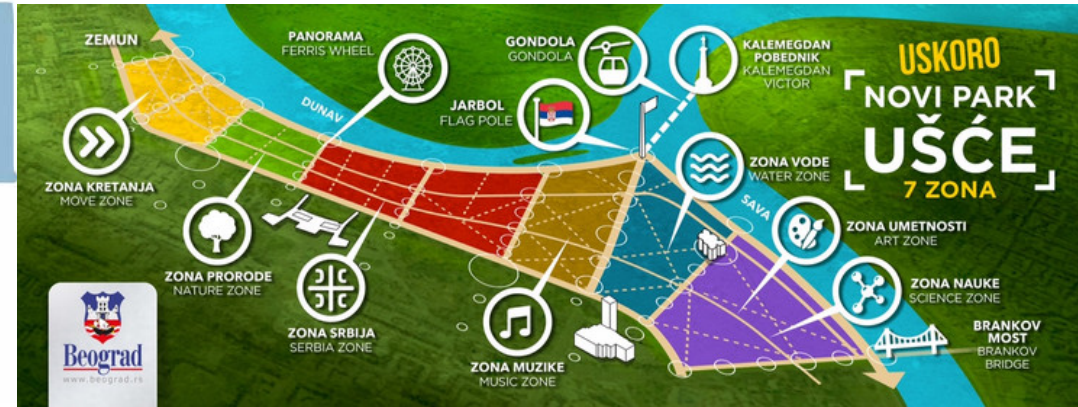 ZEMUN
PANORAMA
FERRIS WHEEL
GONDOLA
GONDOLA
KALEMEGDAN
POBEDNIK
KALEMEGDAN
VICTOR
USKORO
NOVI PARK
UŠĆE
7 ZONA
DUNAV
JARBOL
FLAG POLE
ZONA VODE
WATER ZONE
SAVA
ZONA KRETANJA
MOVE ZONE
ZONA UMETNOSTI
ART ZONE
ZONA PRORODE
NATURE ZONE
ZONA NAUKE
SCIENCE ZONE
ZONA SRBIJA
SERBIA ZONE
BRANKOV
MOST
BRANKOV
BRIDGE
ZONA MUZIKE
MUSIC ZONE
Beograd
www.beograd.rs